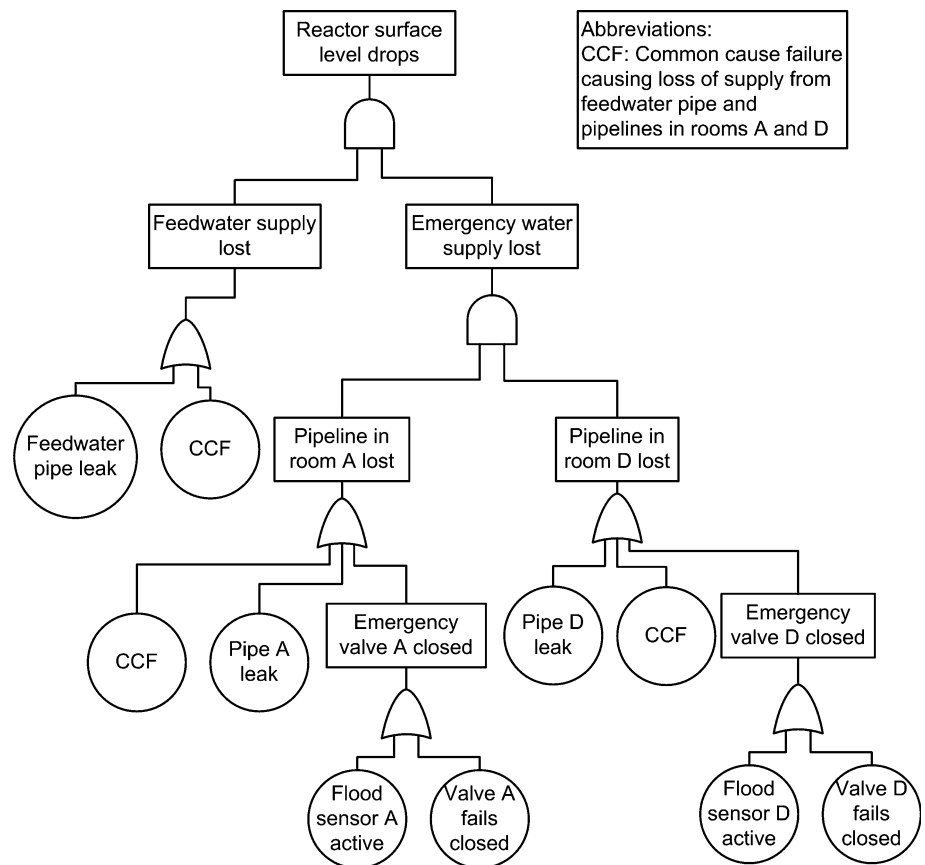 Reactor surface
level drops
Abbreviations:
CCF: Common cause failure
causing loss of supply from
feedwater pipe and
pipelines in rooms A and D
Feedwater supply
lost
Emergency water
supply lost
Feedwater
pipe leak
CCF
Pipeline in
room A lost
Pipeline in
room D lost
CCF
Pipe A
leak
Emergency
valve A closed
Pipe D
leak
CCF
Emergency
valve D closed
Flood
sensor A
active
Valve A
fails
closed
Flood
sensor D
active
Valve D
fails
closed